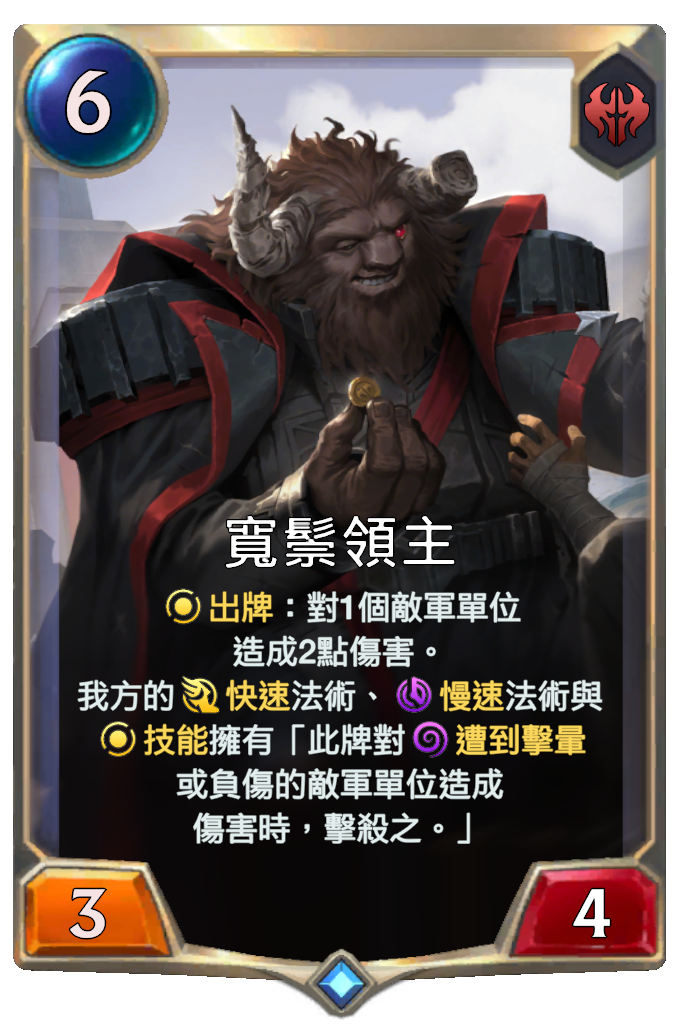 6
寬鬃領主
出牌：對1個敵軍單位
造成2點傷害。
我方的快速法術、慢速法術與
技能擁有「此牌對遭到擊暈
或負傷的敵軍單位造成
傷害時，擊殺之。」
3
4